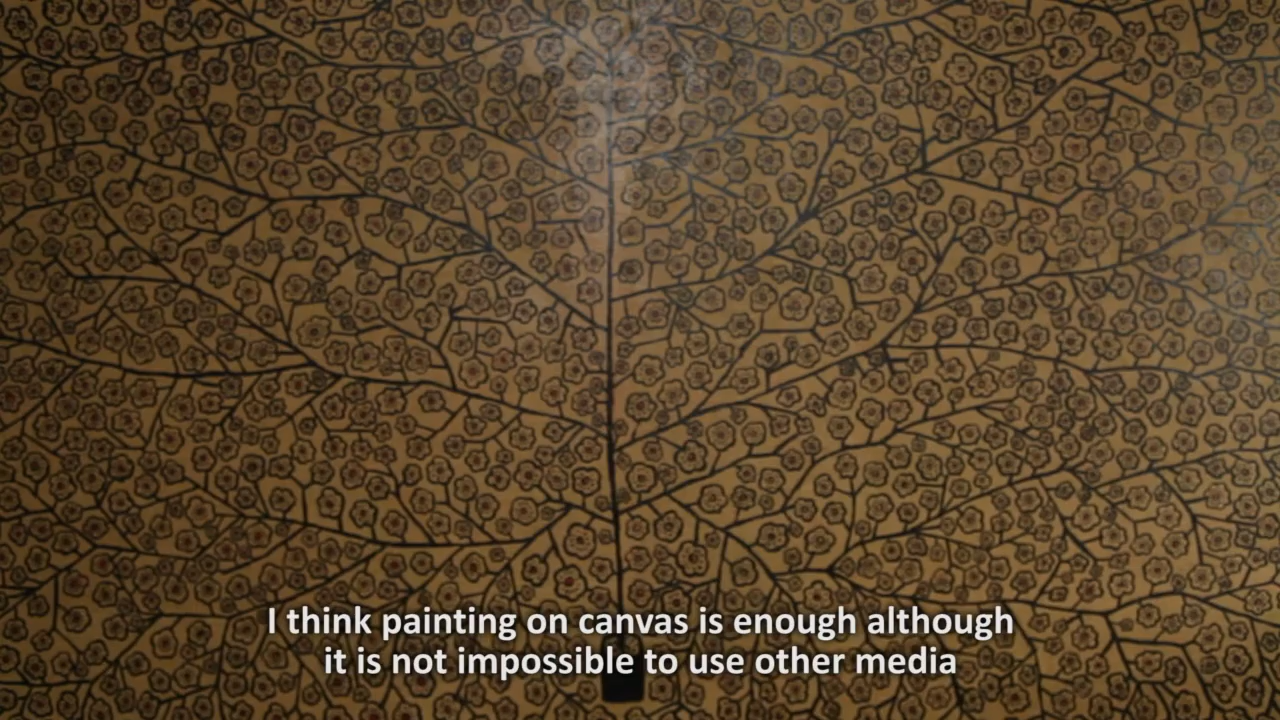 I think painting on canvas is enough although
it is not impossible to use other media